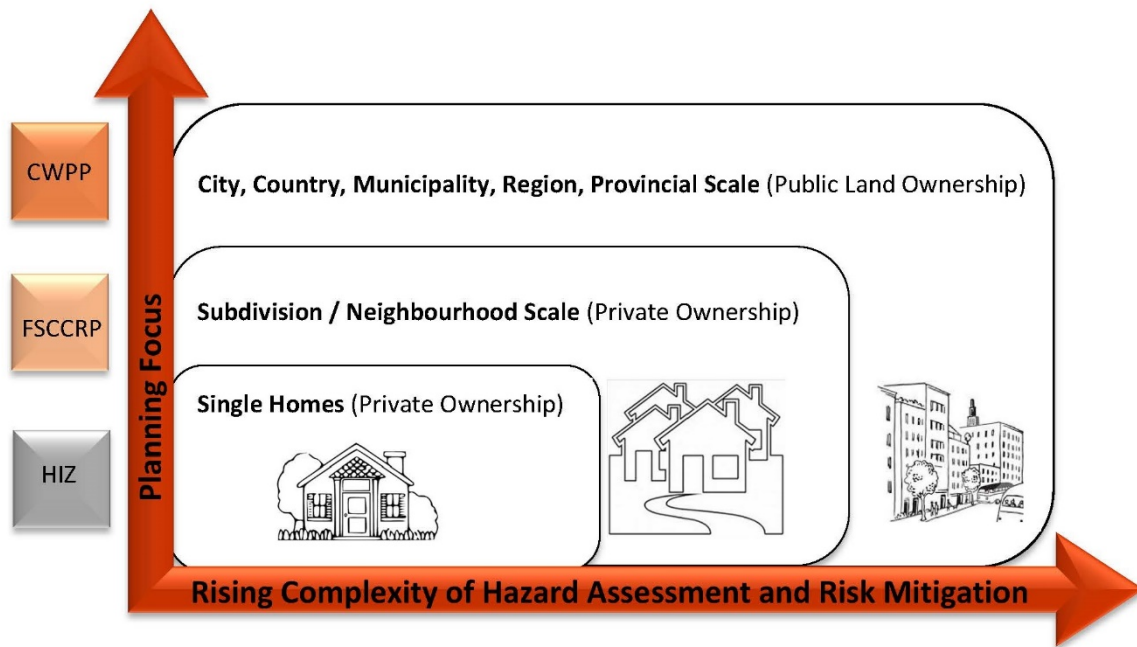 CWPP
City, Country, Municipality, Region, Provincial Scale (Public Land Ownership)
FSCCRP
Subdivision / Neighbourhood Scale (Private Ownership)
Single Homes (Private Ownership)
HIZ
Planning Focus
Rising Complexity of Hazard Assessment and Risk Mitigation